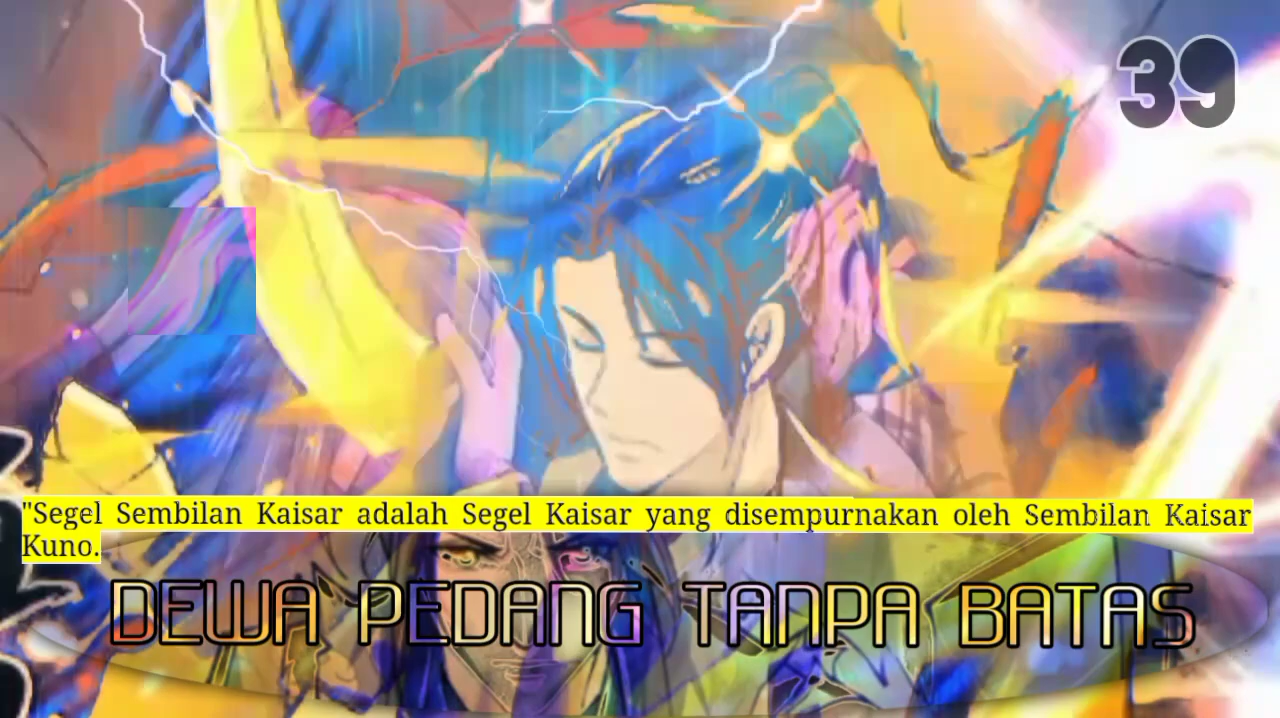 39
"Segel Sembilan Kaisar adalah Segel Kaisar yang disempurnakan oleh Sembilan Kaisar
Kuno.
DEWA PEDANG TANPA BATAS